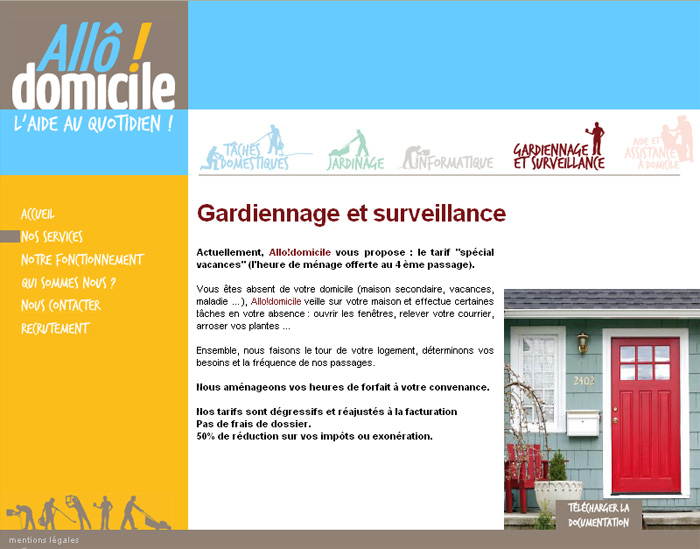 Allô !
domicile
L'AIDE AU QUOTIDIEN !
TÂCHES
DOMESTIQUES
JARDINAGE
INFORMATIQUE
GARDIENNAGE
ET SURVEILLANCE
AIDE ET
ASSISTANCE
À DOMICILE
ACCUEIL
NOS SERVICES
NOTRE FONCTIONNEMENT
QUI SOMMES NOUS ?
NOUS CONTACTER
RECRUTEMENT
Gardiennage et surveillance
Actuellement, Allo!domicile vous propose : le tarif "spécial
vacances" (l'heure de ménage offerte au 4 ème passage).
Vous êtes absent de votre domicile (maison secondaire, vacances,
maladie ...), Allo!domicile veille sur votre maison et effectue certaines
tâches en votre absence : ouvrir les fenêtres, relever votre courrier,
arroser vos plantes ...
Ensemble, nous faisons le tour de votre logement, déterminons vos
besoins et la fréquence de nos passages.
Nous aménageons vos heures de forfait à votre convenance.
Nos tarifs sont dégressifs et réajustés à la facturation
Pas de frais de dossier.
50% de réduction sur vos impôts ou exonération.
2402
TÉLÉCHARGER LA
DOCUMENTATION
mentions légales